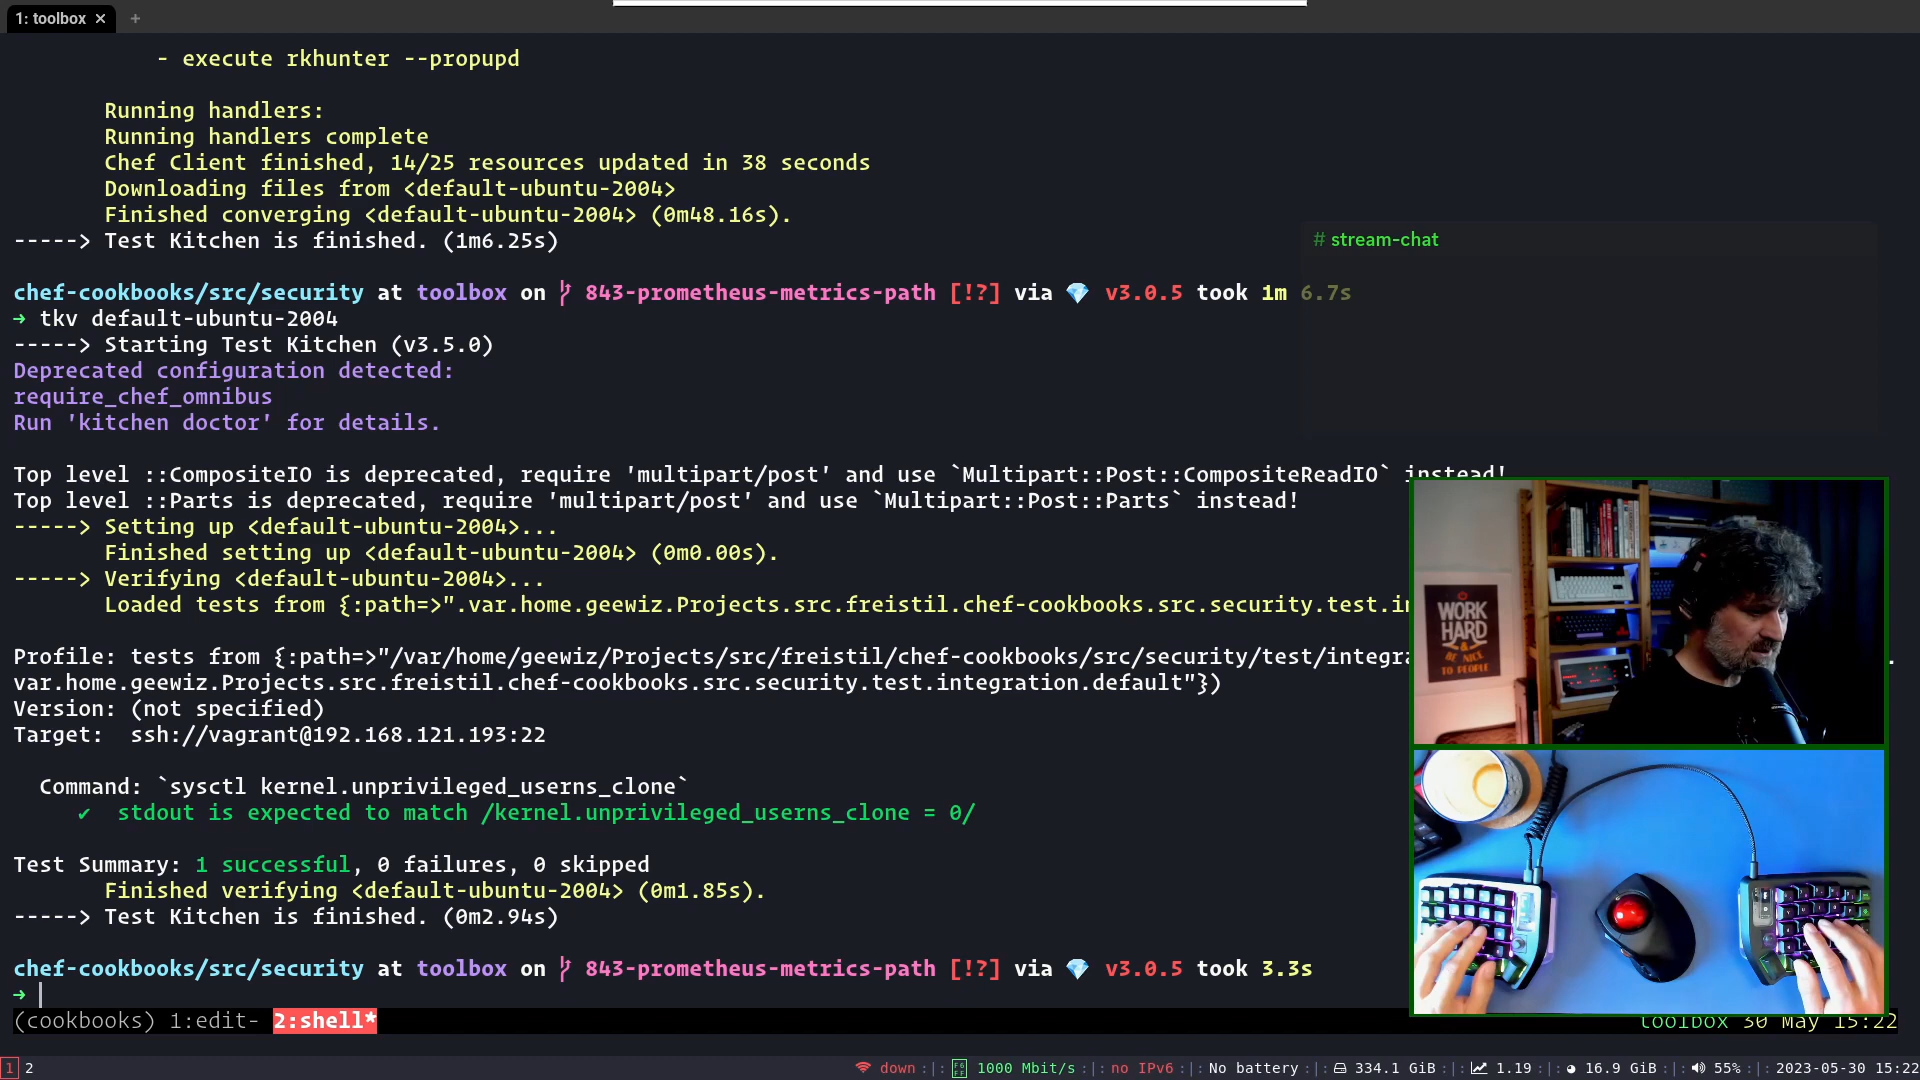 1: toolbox × +
- execute rkhunter --propupd
Running handlers:
Running handlers complete
Chef Client finished, 14/25 resources updated in 38 seconds
Downloading files from <default-ubuntu-2004>
Finished converging <default-ubuntu-2004> (0m48.16s).
-----> Test Kitchen is finished. (1m6.25s)
# stream-chat
chef-cookbooks/src/security at toolbox on 843-prometheus-metrics-path [!?] via 💎 v3.0.5 took 1m 6.7s
→ tkv default-ubuntu-2004
-----> Starting Test Kitchen (v3.5.0)
Deprecated configuration detected:
require_chef_omnibus
Run 'kitchen doctor' for details.
Top level ::CompositeIO is deprecated, require 'multipart/post' and use `Multipart::Post::CompositeReadIO` instead!
Top level ::Parts is deprecated, require 'multipart/post' and use `Multipart::Post::Parts` instead!
-----> Setting up <default-ubuntu-2004>...
Finished setting up <default-ubuntu-2004> (0m0.00s).
-----> Verifying <default-ubuntu-2004>...
Loaded tests from {:path=>".var.home.geewiz.Projects.src.freistil.chef-cookbooks.src.security.test.in
Profile: tests from {:path=>"/var/home/geewiz/Projects/src/freistil/chef-cookbooks/src/security/test/integra .
var.home.geewiz.Projects.src.freistil.chef-cookbooks.src.security.test.integration.default"})
Version: (not specified)
Target:  ssh://vagrant@192.168.121.193:22
Command: `sysctl kernel.unprivileged_userns_clone`
✔ stdout is expected to match /kernel.unprivileged_userns_clone = 0/
Test Summary: 1 successful, 0 failures, 0 skipped
Finished verifying <default-ubuntu-2004> (0m1.85s).
-----> Test Kitchen is finished. (0m2.94s)
chef-cookbooks/src/security at toolbox on 843-prometheus-metrics-path [!?] via 💎 v3.0.5 took 3.3s
→
WORK
HARD
&
BE NICE
TO PEOPLE
(cookbooks) 1:edit- 2:shell* toolbox 30 May 15:22
1 2 down :|: 1000 Mbit/s :|: no IPv6 :|: No battery :|: 334.1 GiB :|: 1.19 :|: 16.9 GiB :|: 55% :|: 2023-05-30 15:22